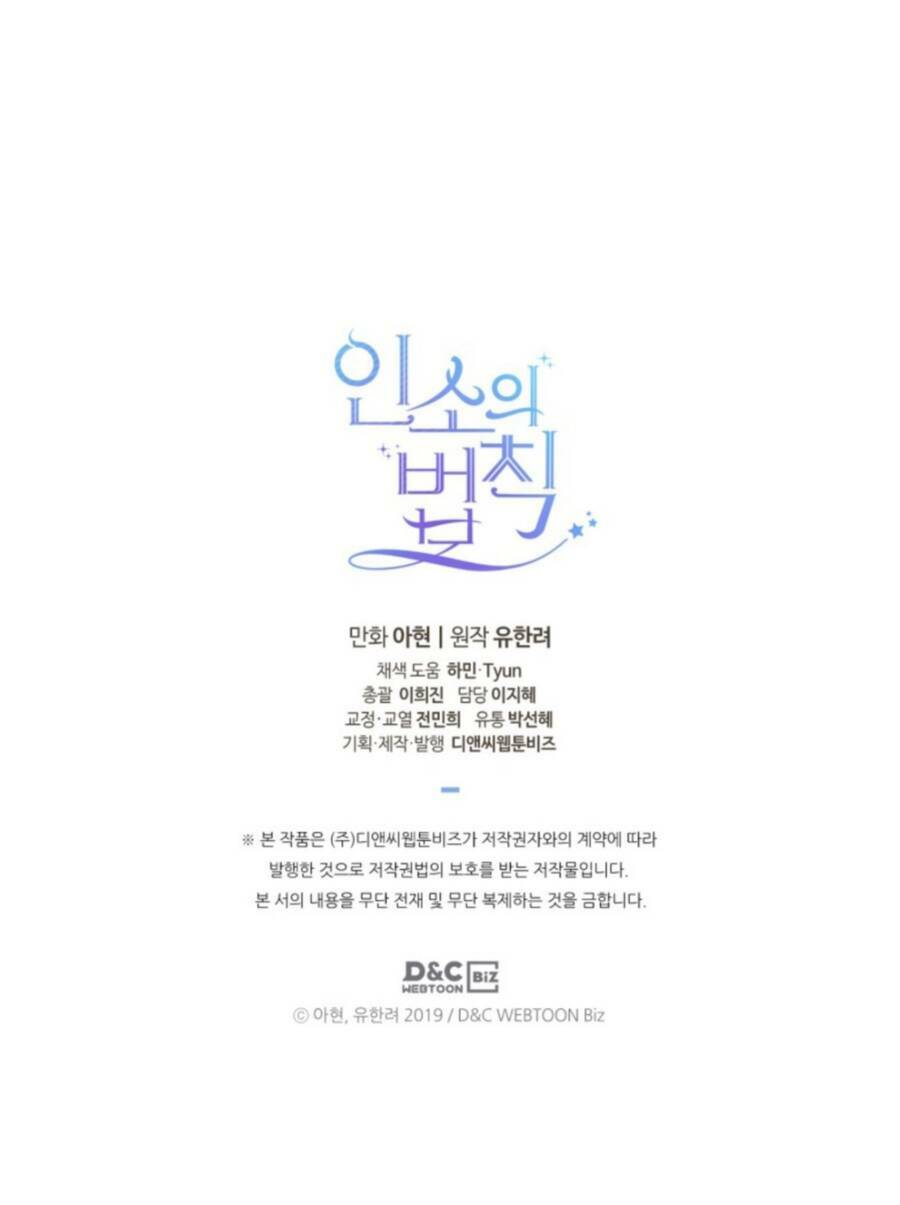 인소의
법칙
만화 아현 | 원작 유한려
채색 도움 하민·Tyun
총괄 이희진 담당 이지혜
교정·교열 전민희 유통 박선혜
기획·제작·발행 디앤씨웹툰비즈
※ 본 작품은 (주)디앤씨웹툰비즈가 저작권자와의 계약에 따라
발행한 것으로 저작권법의 보호를 받는 저작물입니다.
본 서의 내용을 무단 전재 및 무단 복제하는 것을 금합니다.
D&C
WEBTOON BiZ
ⓒ 아현, 유한려 2019 / D&C WEBTOON Biz